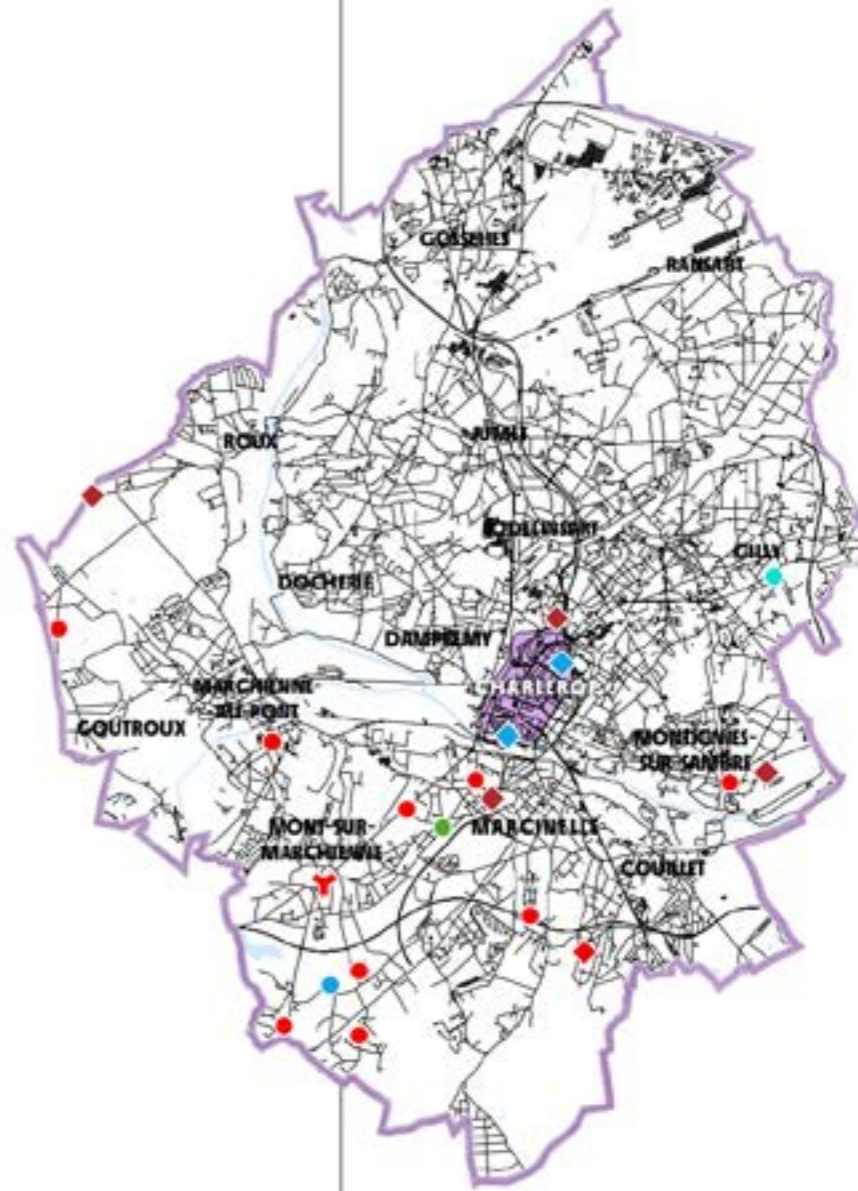 GOSSELIES
RANSART
ROUX
JUMET
LODELINSART
GILLY
DOCHERIE
DAMPREMY
CHARLEROI
MARCHIENNE-
AU-PONT
GOUTROUX
MONTIGNIES-
SUR-SAMBRE
MONT-SUR-
MARCHIENNE
MARCINELLE
COUILLET